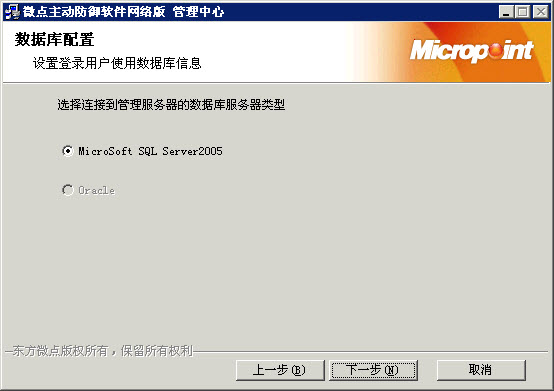 微点主动防御软件网络版 管理中心
数据库配置
设置登录用户使用数据库信息
Micropoint
选择连接到管理服务器的数据库服务器类型
MicroSoft SQL Server2005
Oracle
东方微点版权所有，保留所有权利
上一步(B) 下一步(N) 取消